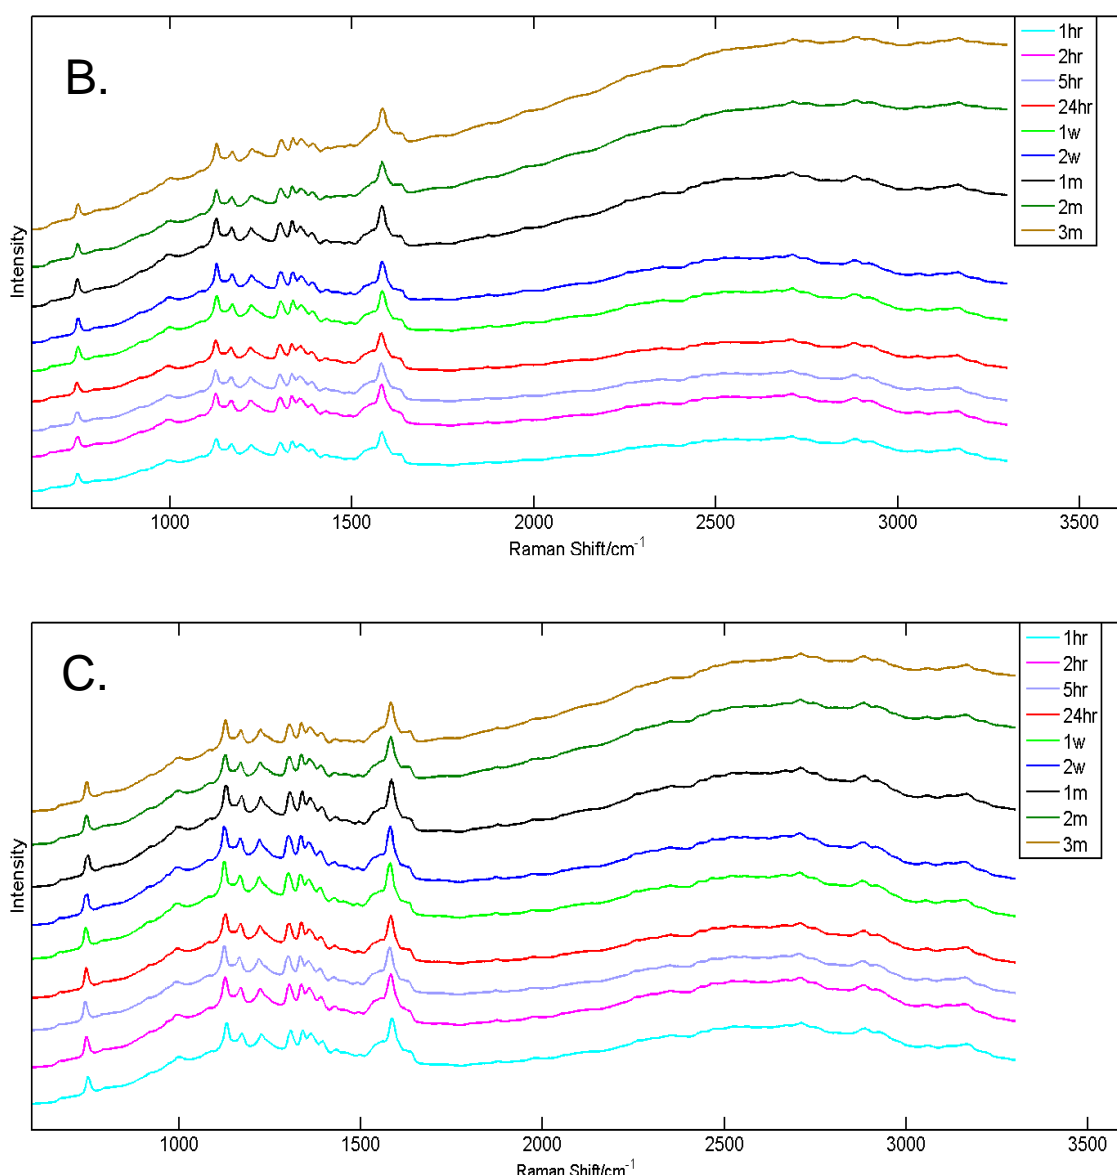 B.
1hr
2hr
5hr
24hr
1w
2w
1m
2m
3m
Intensity
1000 1500 2000 2500 3000 3500
Raman Shift/cm⁻¹
C.
1hr
2hr
5hr
24hr
1w
2w
1m
2m
3m
Intensity
1000 1500 2000 2500 3000 3500
Raman Shift/cm⁻¹